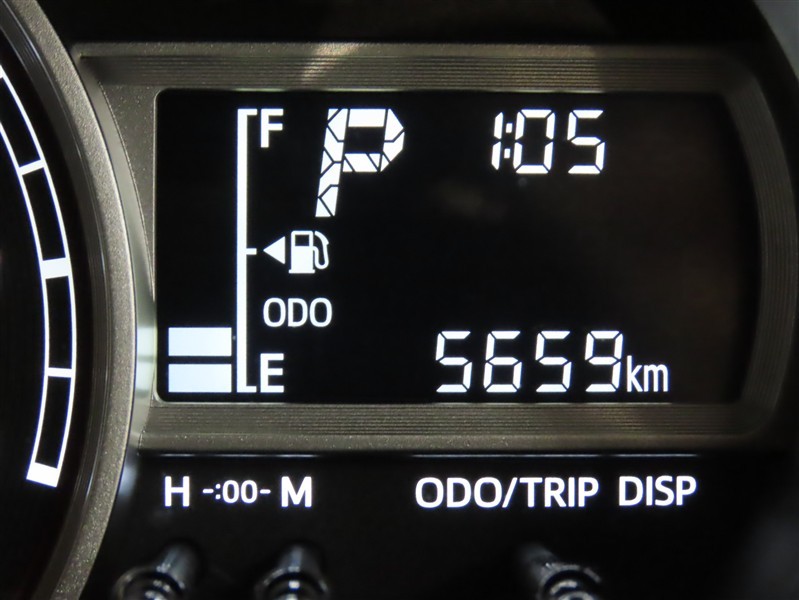 F P 1:05
ODO
E 5659km
H -:00- M ODO/TRIP DISP